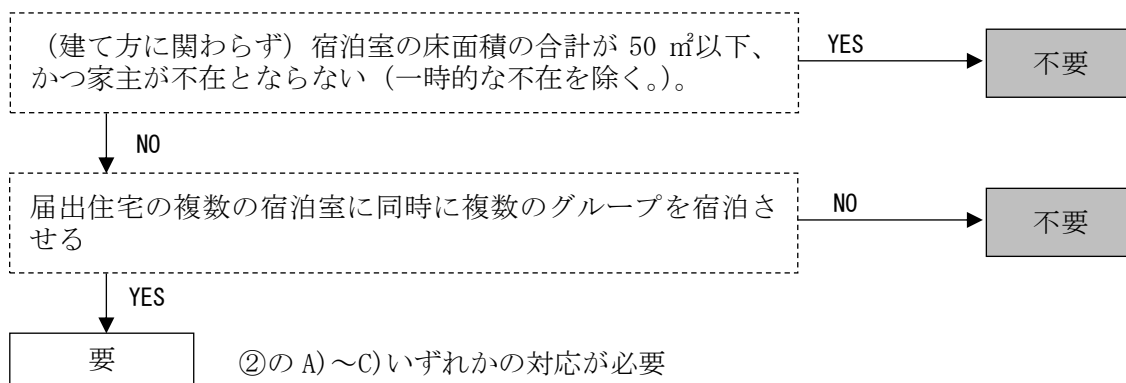 （建て方に関わらず）宿泊室の床面積の合計が 50 ㎡以下、
かつ家主が不在とならない（一時的な不在を除く。）。
YES
不要
NO
届出住宅の複数の宿泊室に同時に複数のグループを宿泊さ
せる
NO
不要
YES
要
②の A)～C)いずれかの対応が必要